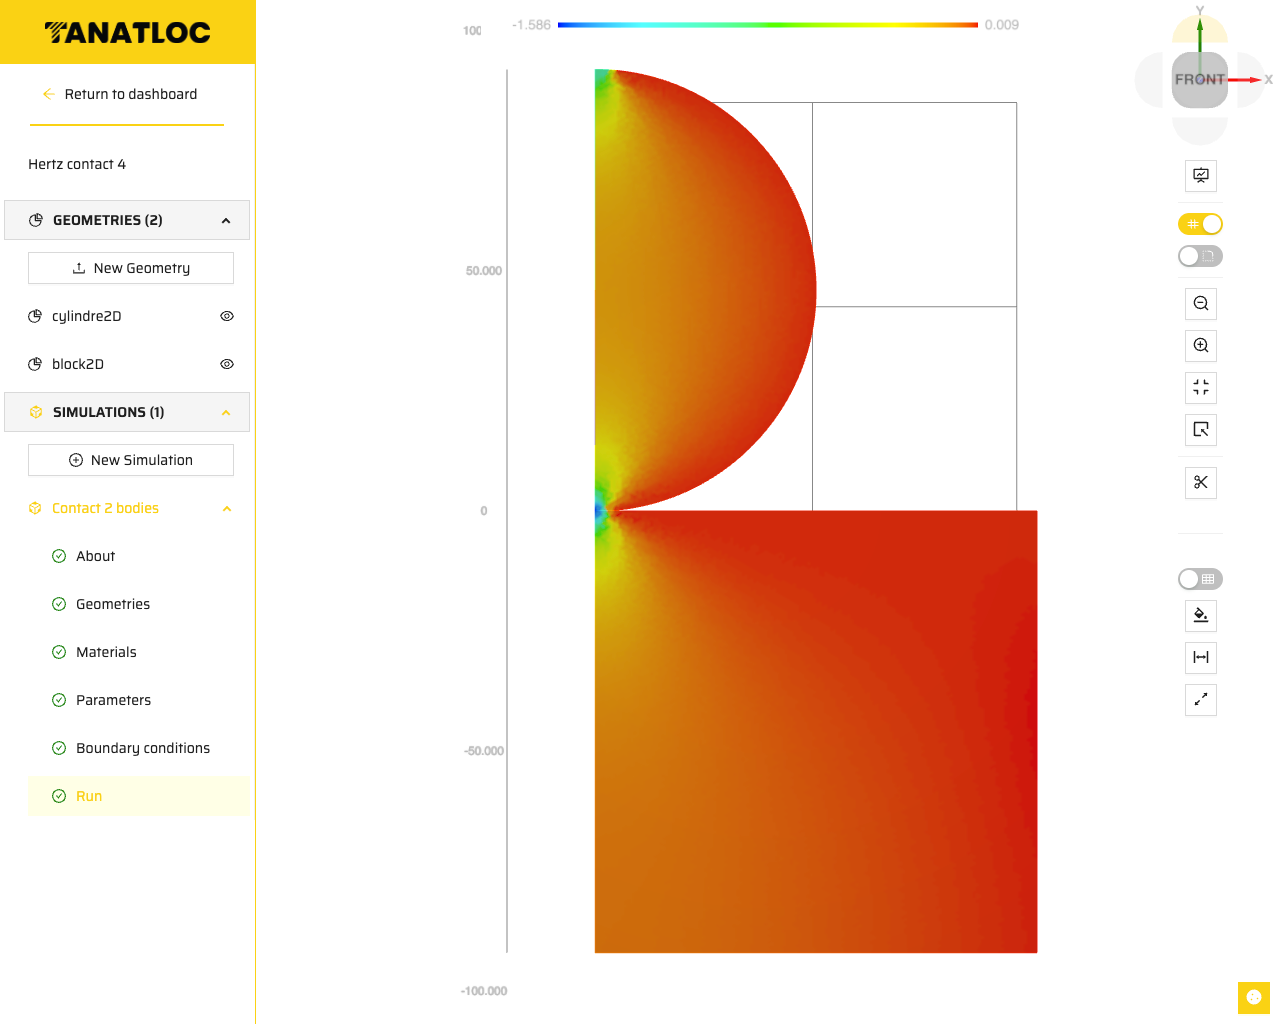 TANATLOC
Return to dashboard
Hertz contact 4
GEOMETRIES (2)
New Geometry
cylindre2D
block2D
SIMULATIONS (1)
New Simulation
Contact 2 bodies
About
Geometries
Materials
Parameters
Boundary conditions
Run
-1.586
0.009
100
50.000
0
-50.000
-100.000
Y
FRONT
X